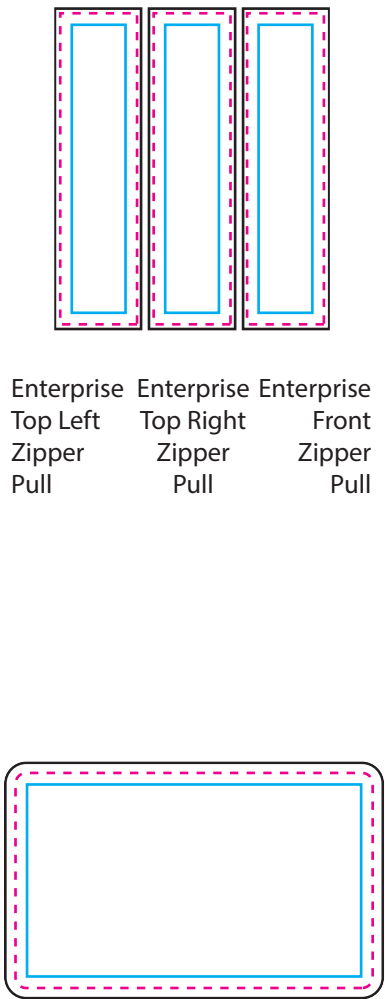 Enterprise
Top Left
Zipper
Pull
Enterprise
Top Right
Zipper
Pull
Enterprise
Front
Zipper
Pull